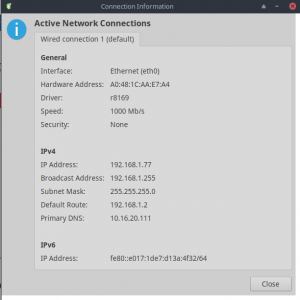 Connection Information
Active Network Connections
Wired connection 1 (default)
General
Interface: Ethernet (eth0)
Hardware Address: A0:48:1C:AA:E7:A4
Driver: r8169
Speed: 1000 Mb/s
Security: None
IPv4
IP Address: 192.168.1.77
Broadcast Address: 192.168.1.255
Subnet Mask: 255.255.255.0
Default Route: 192.168.1.2
Primary DNS: 10.16.20.111
IPv6
IP Address: fe80::e017:1de7:d13a:4f32/64
Close